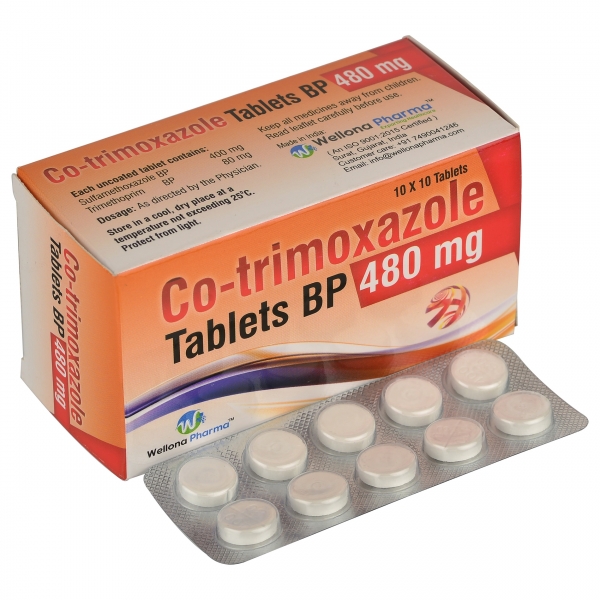 Co-trimoxazole Tablets BP 480 mg
Each uncoated tablet contains:
Sulfamethoxazole BP 400 mg
Trimethoprim BP 80 mg
Dosage: As directed by the Physician.
Store in a cool, dry place at a
temperature not exceeding 25°C.
Protect from light.
Keep all medicines away from children.
Read leaflet carefully before use.
Made in India
Wellona Pharma™
( An ISO 9001:2015 Certified )
Surat, Gujarat, India
Customer care: +91 7490041246
Email: info@wellonapharma.com
10 X 10 Tablets
Co-trimoxazole
Tablets BP 480 mg
Wellona Pharma™
Co-trimoxazole
Tablets BP 480 mg